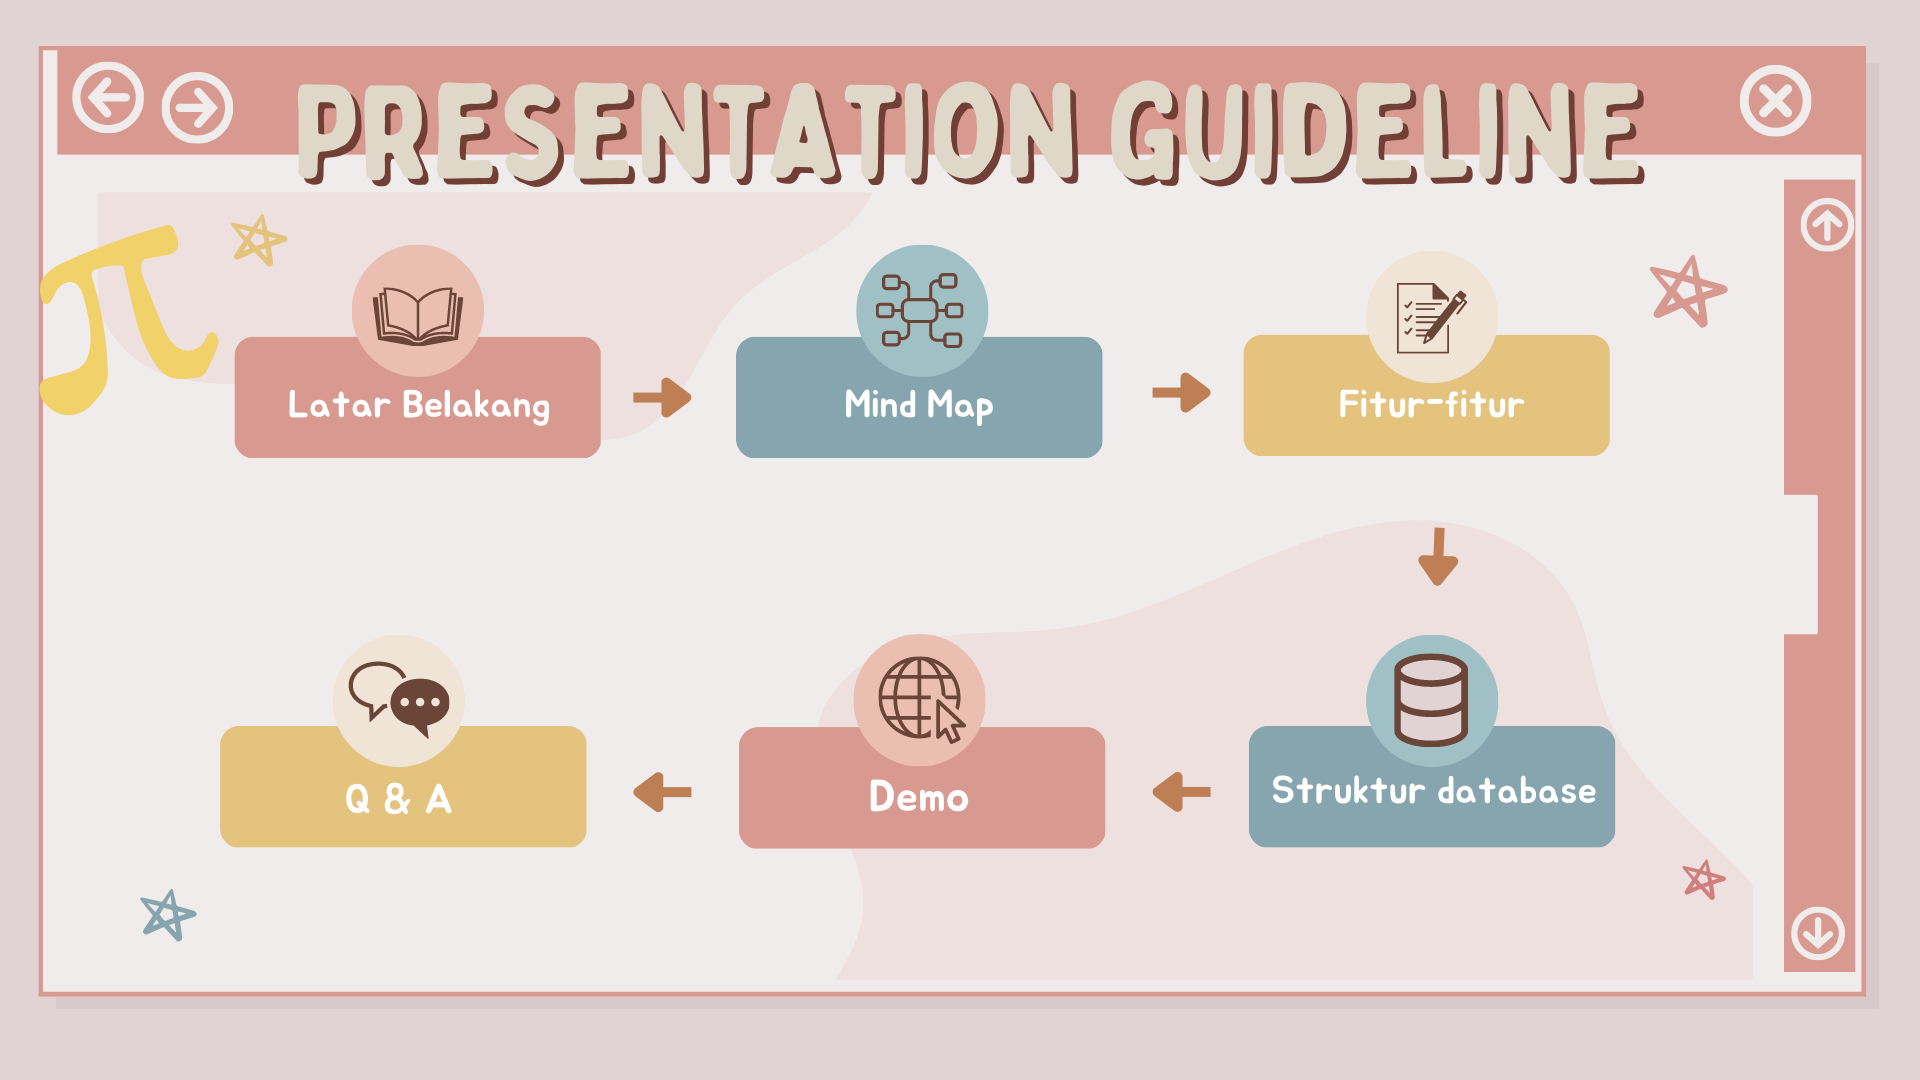 PRESENTATION GUIDELINE
π
Latar Belakang
Mind Map
Fitur-fitur
Struktur database
Demo
Q & A